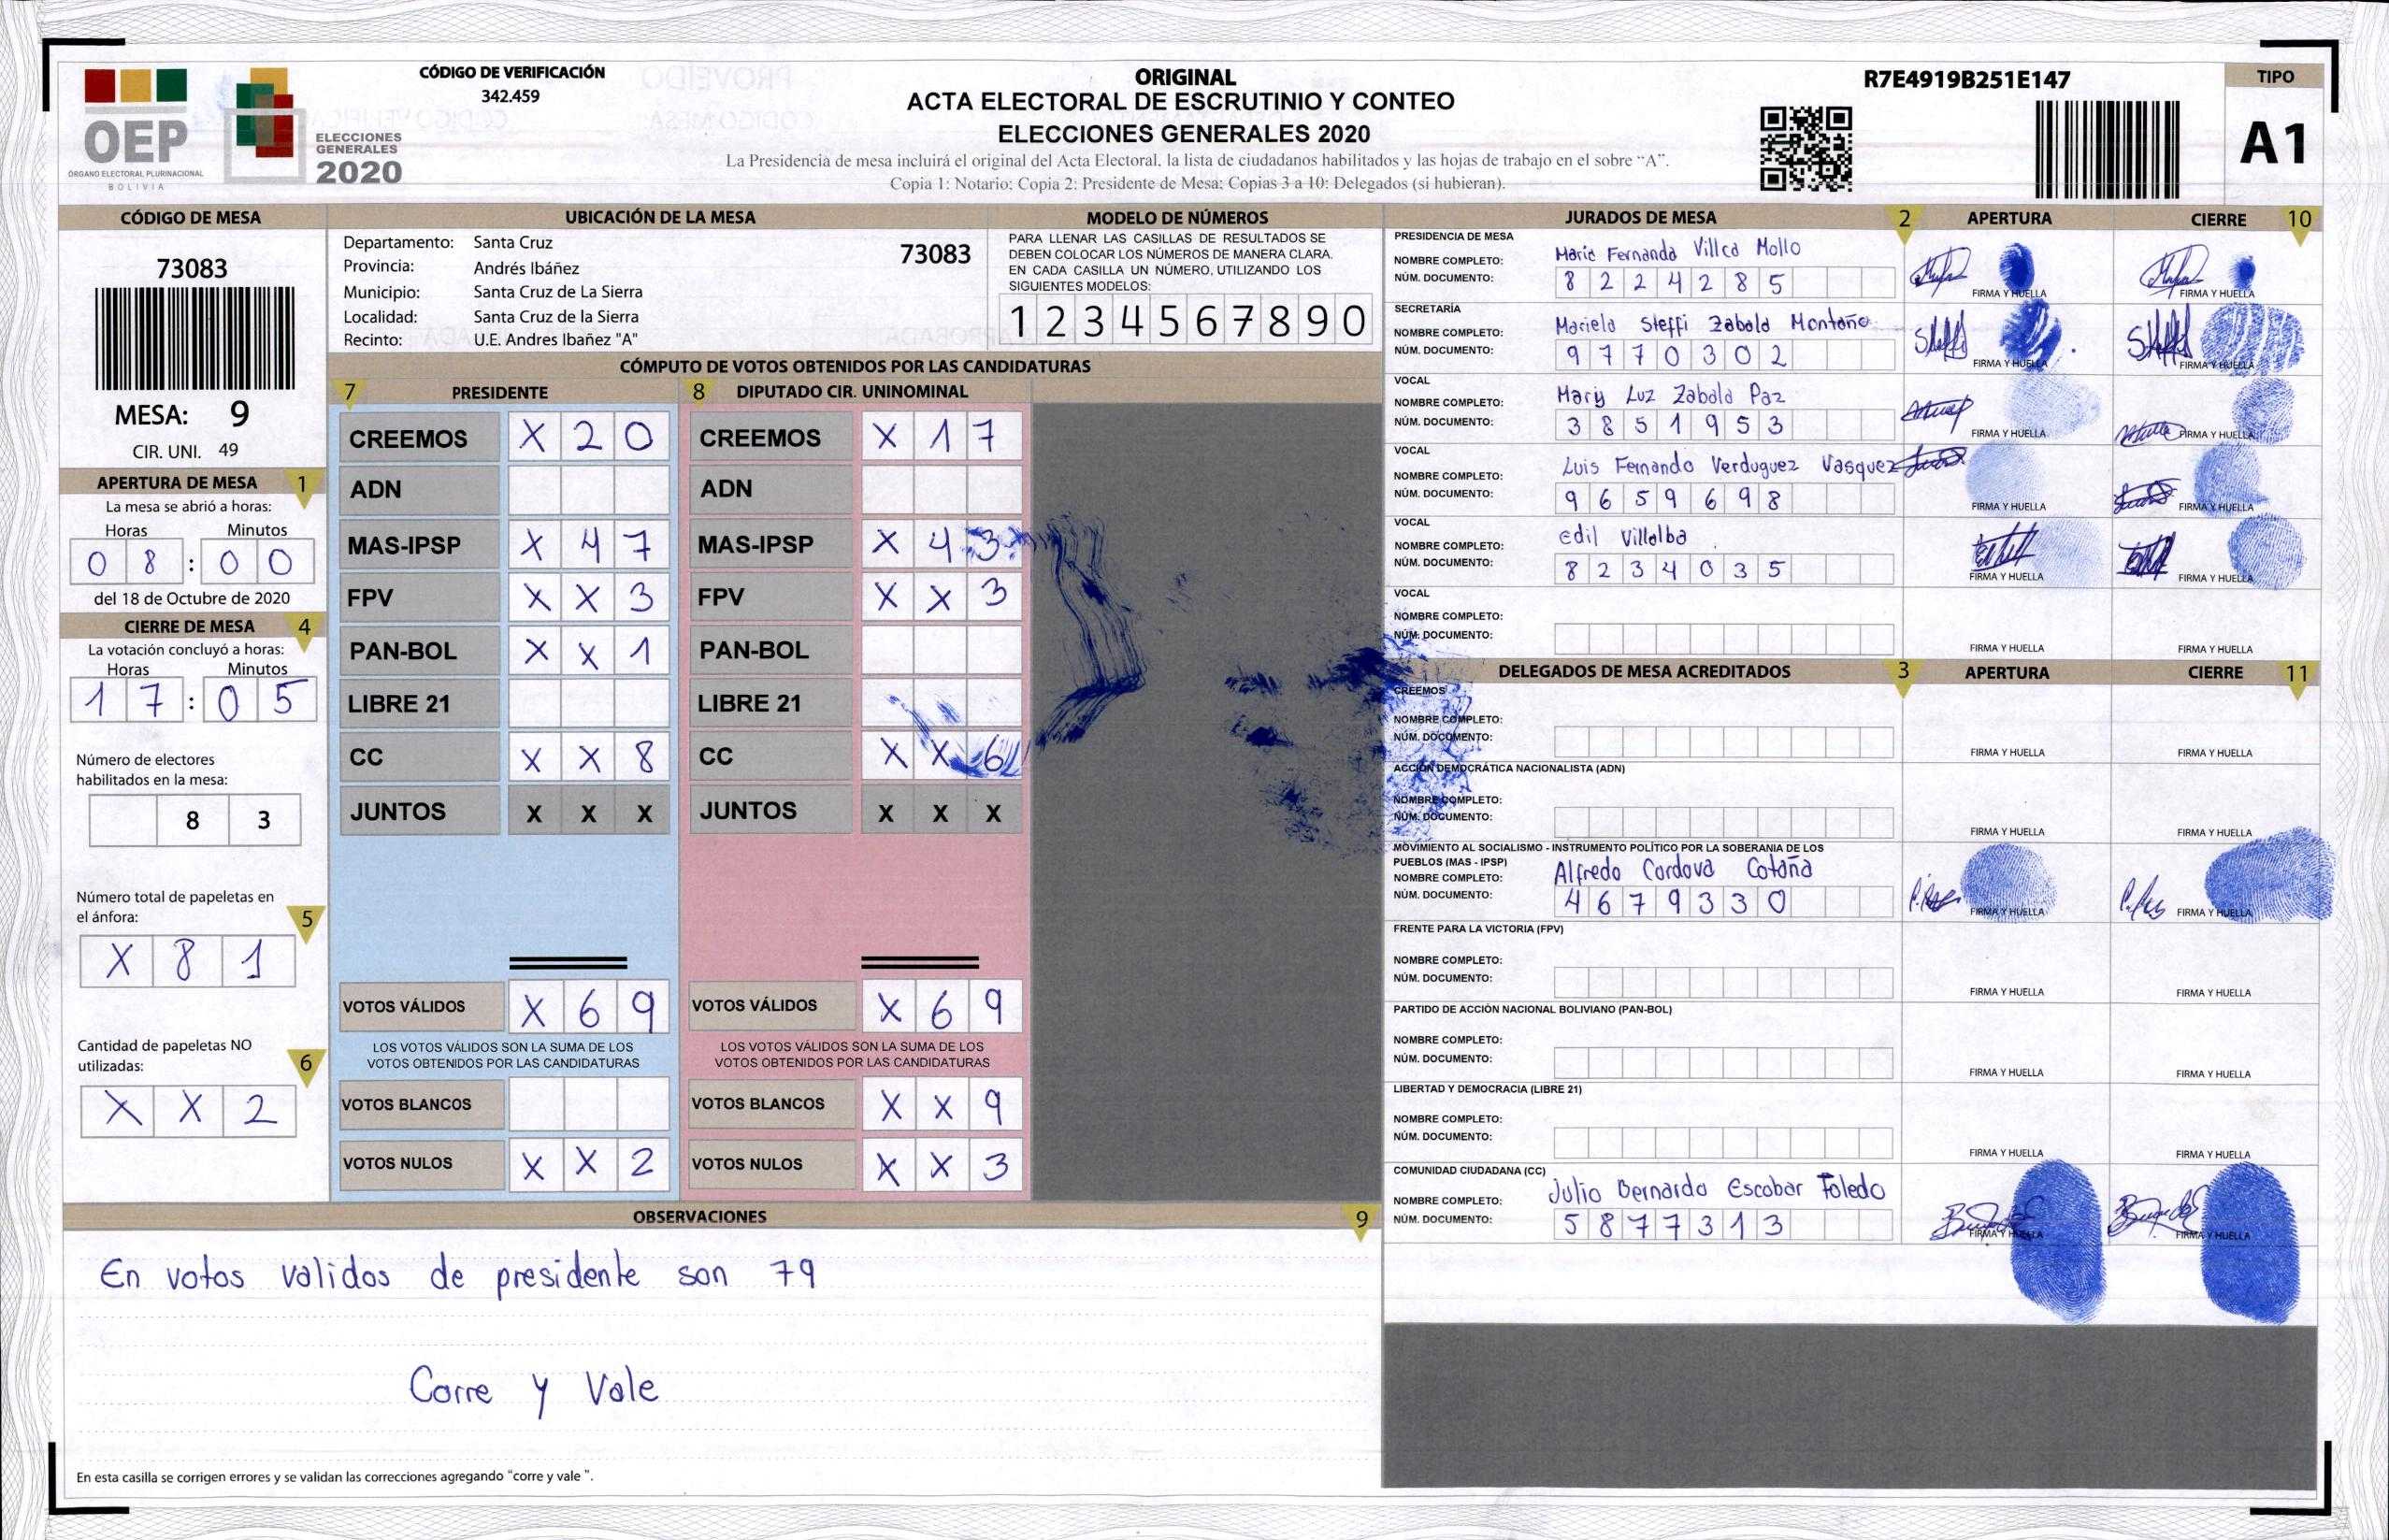 CÓDIGO DE VERIFICACIÓN
342.459
OEP
ÓRGANO ELECTORAL PLURINACIONAL
BOLIVIA
ELECCIONES
GENERALES
2020
ORIGINAL
ACTA ELECTORAL DE ESCRUTINIO Y CONTEO
ELECCIONES GENERALES 2020
La Presidencia de mesa incluirá el original del Acta Electoral, la lista de ciudadanos habilitados y las hojas de trabajo en el sobre "A".
Copia 1: Notario; Copia 2: Presidente de Mesa; Copias 3 a 10: Delegados (si hubieran).
R7E4919B251E147
TIPO
A1
CÓDIGO DE MESA
73083
MESA: 9
CIR. UNI. 49
APERTURA DE MESA 1
La mesa se abrió a horas:
Horas Minutos
0 8 : 0 0
del 18 de Octubre de 2020
CIERRE DE MESA 4
La votación concluyó a horas:
Horas Minutos
1 7 : 0 5
Número de electores
habilitados en la mesa:
8 3
Número total de papeletas en
el ánfora: 5
X 8 1
Cantidad de papeletas NO
utilizadas: 6
X X 2
UBICACIÓN DE LA MESA
Departamento: Santa Cruz 73083
Provincia: Andrés Ibáñez
Municipio: Santa Cruz de La Sierra
Localidad: Santa Cruz de la Sierra
Recinto: U.E. Andres Ibañez "A"
MODELO DE NÚMEROS
PARA LLENAR LAS CASILLAS DE RESULTADOS SE
DEBEN COLOCAR LOS NÚMEROS DE MANERA CLARA.
EN CADA CASILLA UN NÚMERO, UTILIZANDO LOS
SIGUIENTES MODELOS:
1 2 3 4 5 6 7 8 9 0
CÓMPUTO DE VOTOS OBTENIDOS POR LAS CANDIDATURAS
7 PRESIDENTE
CREEMOS X 2 0
ADN
MAS-IPSP X 4 7
FPV X X 3
PAN-BOL X X 1
LIBRE 21
CC X X 8
JUNTOS X X X
VOTOS VÁLIDOS X 6 9
LOS VOTOS VÁLIDOS SON LA SUMA DE LOS
VOTOS OBTENIDOS POR LAS CANDIDATURAS
VOTOS BLANCOS
VOTOS NULOS X X 2
8 DIPUTADO CIR. UNINOMINAL
CREEMOS X 1 7
ADN
MAS-IPSP X 4 3
FPV X X 3
PAN-BOL
LIBRE 21
CC X X 6
JUNTOS X X X
VOTOS VÁLIDOS X 6 9
LOS VOTOS VÁLIDOS SON LA SUMA DE LOS
VOTOS OBTENIDOS POR LAS CANDIDATURAS
VOTOS BLANCOS X X 9
VOTOS NULOS X X 3
OBSERVACIONES 9
En votos validos de presidente son 79
Corre y Vale
En esta casilla se corrigen errores y se validan las correcciones agregando "corre y vale ".
JURADOS DE MESA 2 APERTURA CIERRE 10
PRESIDENCIA DE MESA
NOMBRE COMPLETO: Maria Fernanda Villca Mollo
NÚM. DOCUMENTO: 8 2 2 4 2 8 5
FIRMA Y HUELLA FIRMA Y HUELLA
SECRETARÍA
NOMBRE COMPLETO: Mariela Steffi Zabala Montaño
NÚM. DOCUMENTO: 9 7 7 0 3 0 2
FIRMA Y HUELLA FIRMA Y HUELLA
VOCAL
NOMBRE COMPLETO: Mary Luz Zabala Paz
NÚM. DOCUMENTO: 3 8 5 1 9 5 3
FIRMA Y HUELLA FIRMA Y HUELLA
VOCAL
NOMBRE COMPLETO: Luis Fernando Verduguez Vasquez
NÚM. DOCUMENTO: 9 6 5 9 6 9 8
FIRMA Y HUELLA FIRMA Y HUELLA
VOCAL
NOMBRE COMPLETO: Edil Villalba
NÚM. DOCUMENTO: 8 2 3 4 0 3 5
FIRMA Y HUELLA FIRMA Y HUELLA
VOCAL
NOMBRE COMPLETO:
NÚM. DOCUMENTO:
FIRMA Y HUELLA FIRMA Y HUELLA
DELEGADOS DE MESA ACREDITADOS 3 APERTURA CIERRE 11
CREEMOS
NOMBRE COMPLETO:
NÚM. DOCUMENTO:
FIRMA Y HUELLA FIRMA Y HUELLA
ACCIÓN DEMOCRÁTICA NACIONALISTA (ADN)
NOMBRE COMPLETO:
NÚM. DOCUMENTO:
FIRMA Y HUELLA FIRMA Y HUELLA
MOVIMIENTO AL SOCIALISMO - INSTRUMENTO POLÍTICO POR LA SOBERANIA DE LOS
PUEBLOS (MAS - IPSP)
NOMBRE COMPLETO: Alfredo Cordova Cotaña
NÚM. DOCUMENTO: 4 6 7 9 3 3 0
FIRMA Y HUELLA FIRMA Y HUELLA
FRENTE PARA LA VICTORIA (FPV)
NOMBRE COMPLETO:
NÚM. DOCUMENTO:
FIRMA Y HUELLA FIRMA Y HUELLA
PARTIDO DE ACCIÓN NACIONAL BOLIVIANO (PAN-BOL)
NOMBRE COMPLETO:
NÚM. DOCUMENTO:
FIRMA Y HUELLA FIRMA Y HUELLA
LIBERTAD Y DEMOCRACIA (LIBRE 21)
NOMBRE COMPLETO:
NÚM. DOCUMENTO:
FIRMA Y HUELLA FIRMA Y HUELLA
COMUNIDAD CIUDADANA (CC)
NOMBRE COMPLETO: Julio Bernardo Escobar Toledo
NÚM. DOCUMENTO: 5 8 7 7 3 1 3
FIRMA Y HUELLA FIRMA Y HUELLA